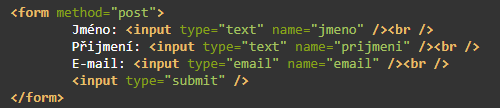 <form method="post">
Jméno: <input type="text" name="jmeno" /><br />
Přijmení: <input type="text" name="prijmeni" /><br />
E-mail: <input type="email" name="email" /><br />
<input type="submit" />
</form>